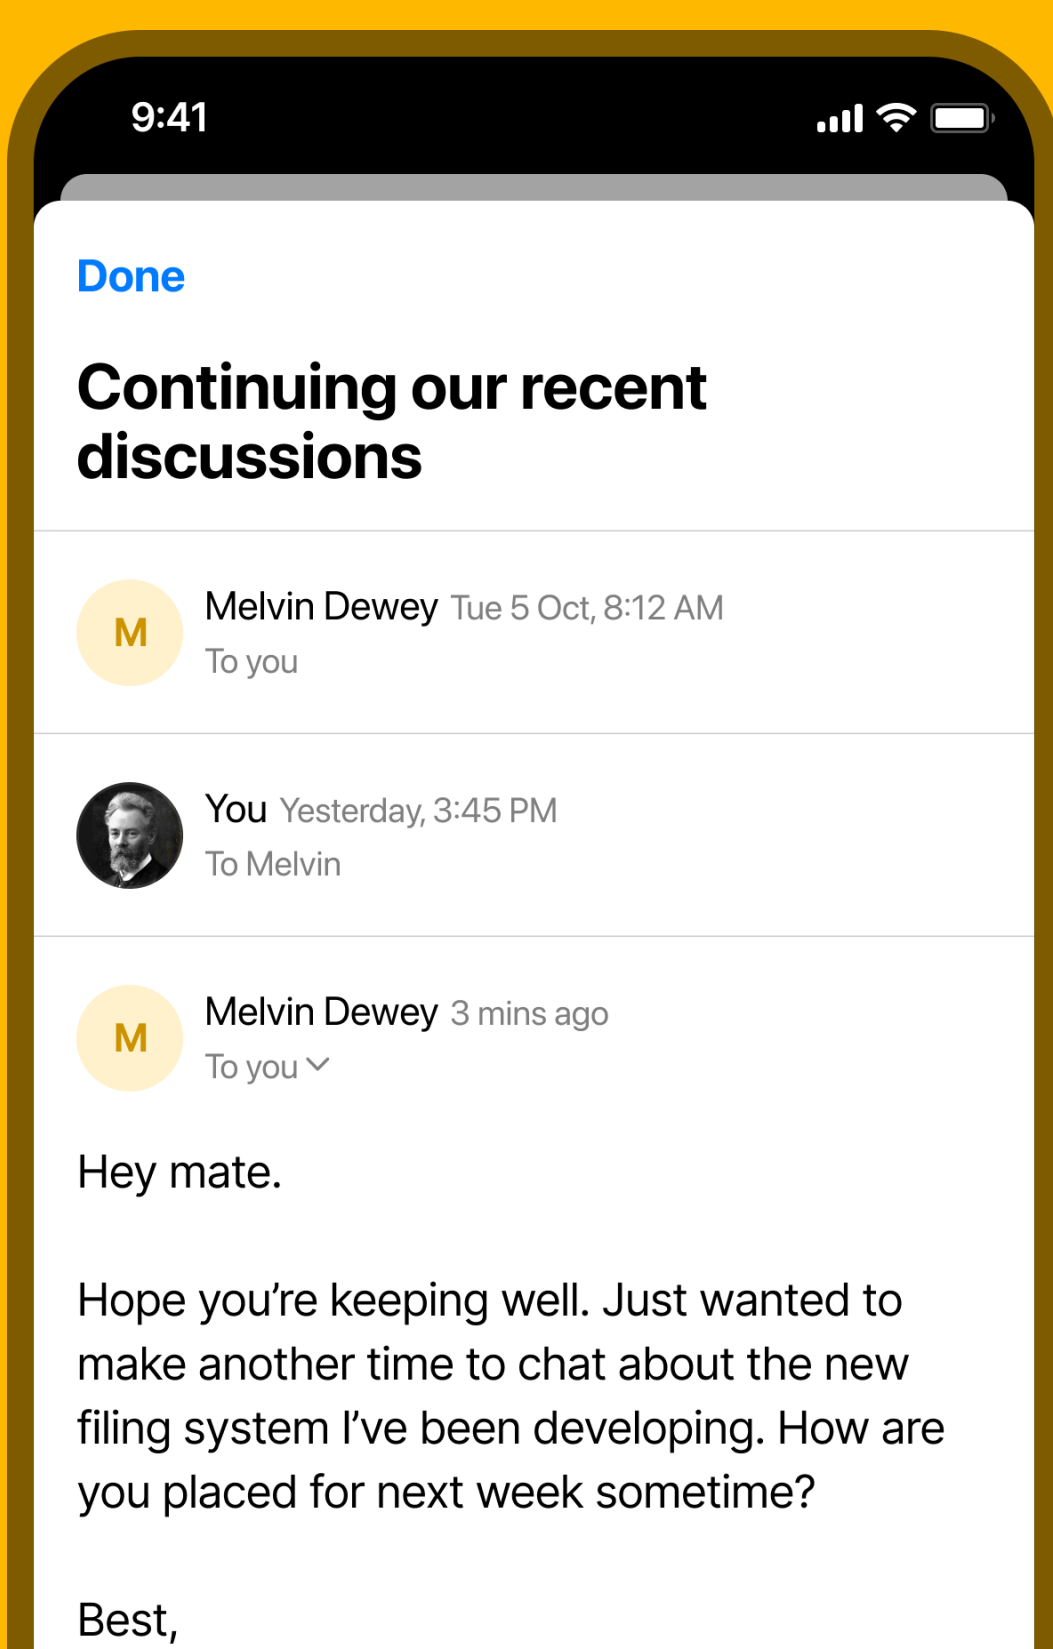 9:41
Done
Continuing our recent
discussions
M
Melvin Dewey Tue 5 Oct, 8:12 AM
To you
You Yesterday, 3:45 PM
To Melvin
M
Melvin Dewey 3 mins ago
To you
Hey mate.
Hope you’re keeping well. Just wanted to
make another time to chat about the new
filing system I’ve been developing. How are
you placed for next week sometime?
Best,